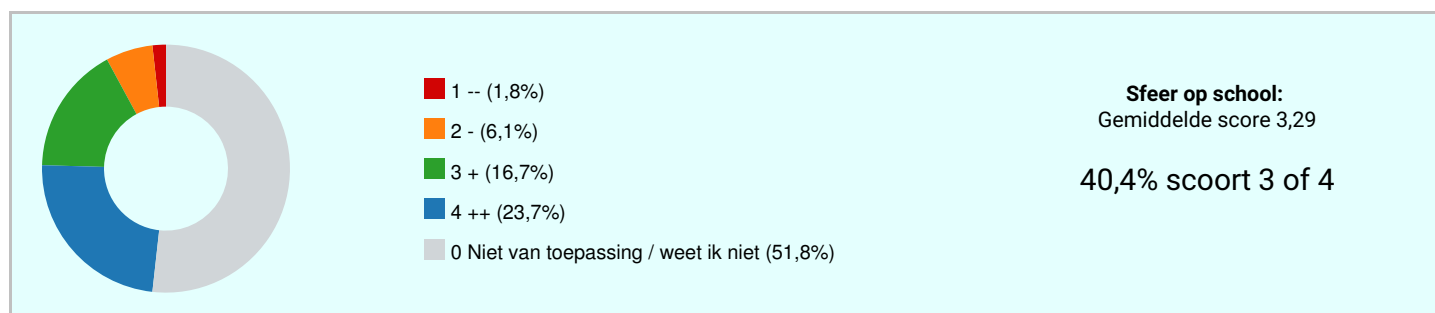 1 -- (1,8%)
2 - (6,1%)
3 + (16,7%)
4 ++ (23,7%)
0 Niet van toepassing / weet ik niet (51,8%)
Sfeer op school:
Gemiddelde score 3,29
40,4% scoort 3 of 4